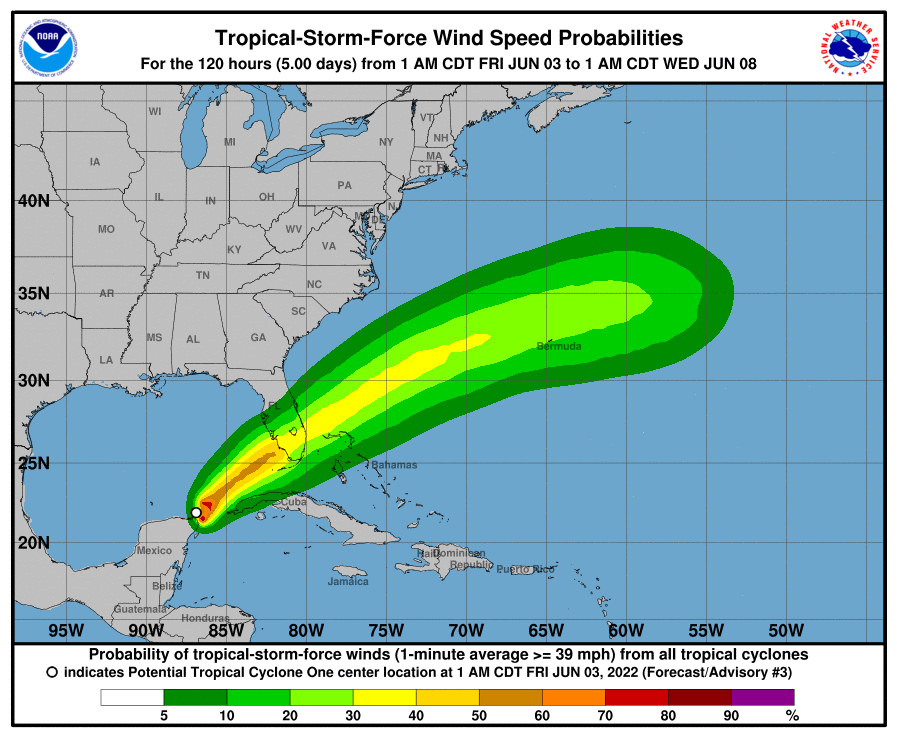 NOAA
NATIONAL WEATHER SERVICE
Tropical-Storm-Force Wind Speed Probabilities
For the 120 hours (5.00 days) from 1 AM CDT FRI JUN 03 to 1 AM CDT WED JUN 08
WI
VT
MI
NY
NH
MA
IA
CT
PA
IL
IN
OH
40N
MO
WV
DE
KY
VA
TN
NC
35N
AR
SC
MS
AL
GA
LA
Bermuda
30N
FL
25N
Bahamas
Cuba
20N
Mexico
Haiti
Dominican
Republic
Puerto Rico
Jamaica
Belize
Guatemala
Honduras
95W
90W
85W
80W
75W
70W
65W
60W
55W
50W
Probability of tropical-storm-force winds (1-minute average >= 39 mph) from all tropical cyclones
indicates Potential Tropical Cyclone One center location at 1 AM CDT FRI JUN 03, 2022 (Forecast/Advisory #3)
5 10 20 30 40 50 60 70 80 90 %